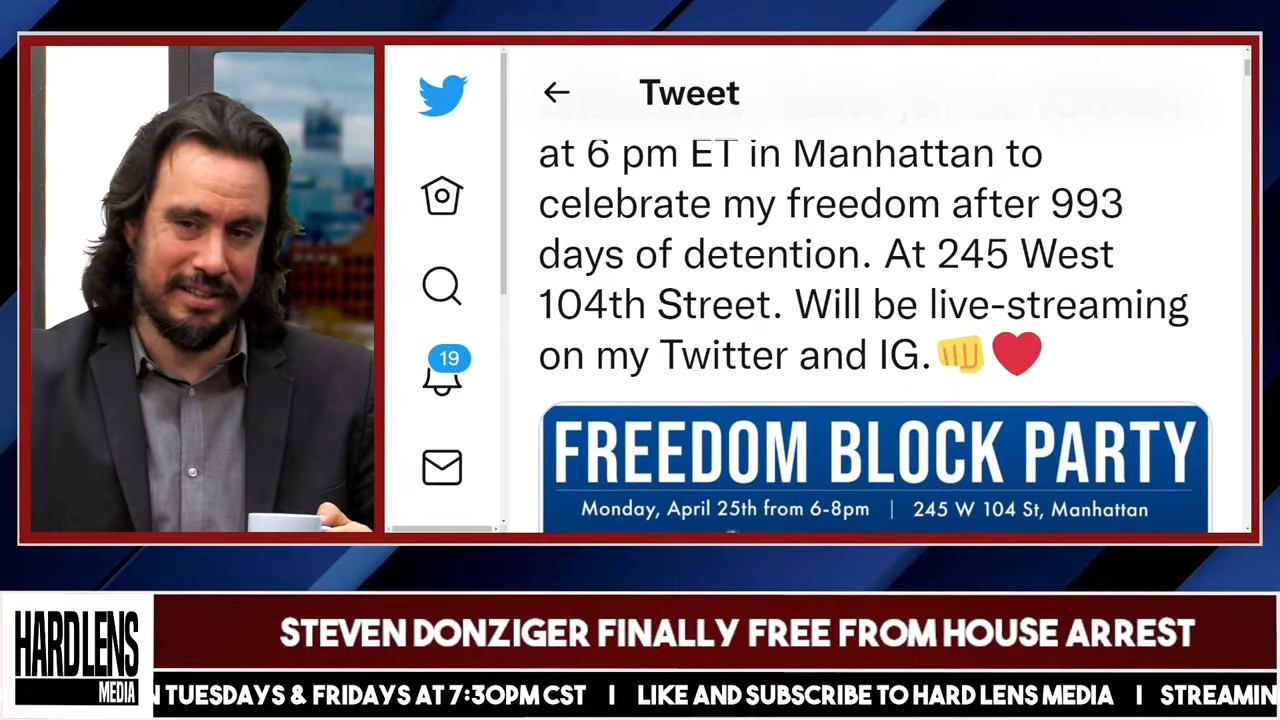 Tweet
at 6 pm ET in Manhattan to
celebrate my freedom after 993
days of detention. At 245 West
104th Street. Will be live-streaming
on my Twitter and IG.👊❤️
19
FREEDOM BLOCK PARTY
Monday, April 25th from 6-8pm | 245 W 104 St, Manhattan
HARD LENS
MEDIA
STEVEN DONZIGER FINALLY FREE FROM HOUSE ARREST
N TUESDAYS & FRIDAYS AT 7:30PM CST | LIKE AND SUBSCRIBE TO HARD LENS MEDIA | STREAMIN